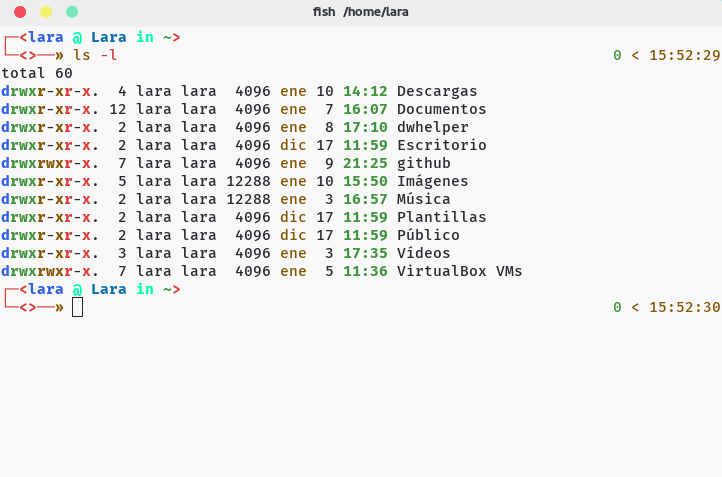 fish /home/lara
┌─<lara @ Lara in ~>
└─<>──» ls -l 0 < 15:52:29
total 60
drwxr-xr-x. 4 lara lara 4096 ene 10 14:12 Descargas
drwxr-xr-x. 12 lara lara 4096 ene 7 16:07 Documentos
drwxr-xr-x. 2 lara lara 4096 ene 8 17:10 dwhelper
drwxr-xr-x. 2 lara lara 4096 dic 17 11:59 Escritorio
drwxrwxr-x. 7 lara lara 4096 ene 9 21:25 github
drwxr-xr-x. 5 lara lara 12288 ene 10 15:50 Imágenes
drwxr-xr-x. 2 lara lara 12288 ene 3 16:57 Música
drwxr-xr-x. 2 lara lara 4096 dic 17 11:59 Plantillas
drwxr-xr-x. 2 lara lara 4096 dic 17 11:59 Público
drwxr-xr-x. 3 lara lara 4096 ene 3 17:35 Vídeos
drwxrwxr-x. 7 lara lara 4096 ene 5 11:36 VirtualBox VMs
┌─<lara @ Lara in ~>
└─<>──» 0 < 15:52:30